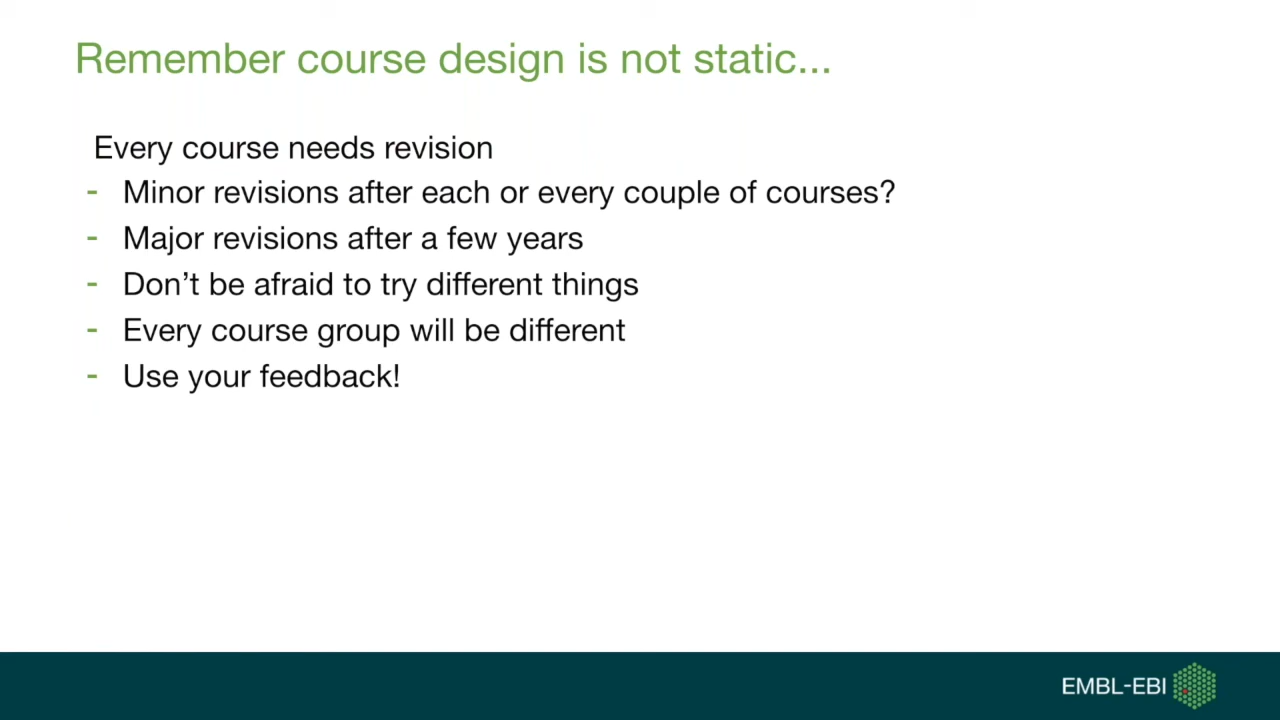 Remember course design is not static...
Every course needs revision
- Minor revisions after each or every couple of courses?
- Major revisions after a few years
- Don’t be afraid to try different things
- Every course group will be different
- Use your feedback!
EMBL-EBI